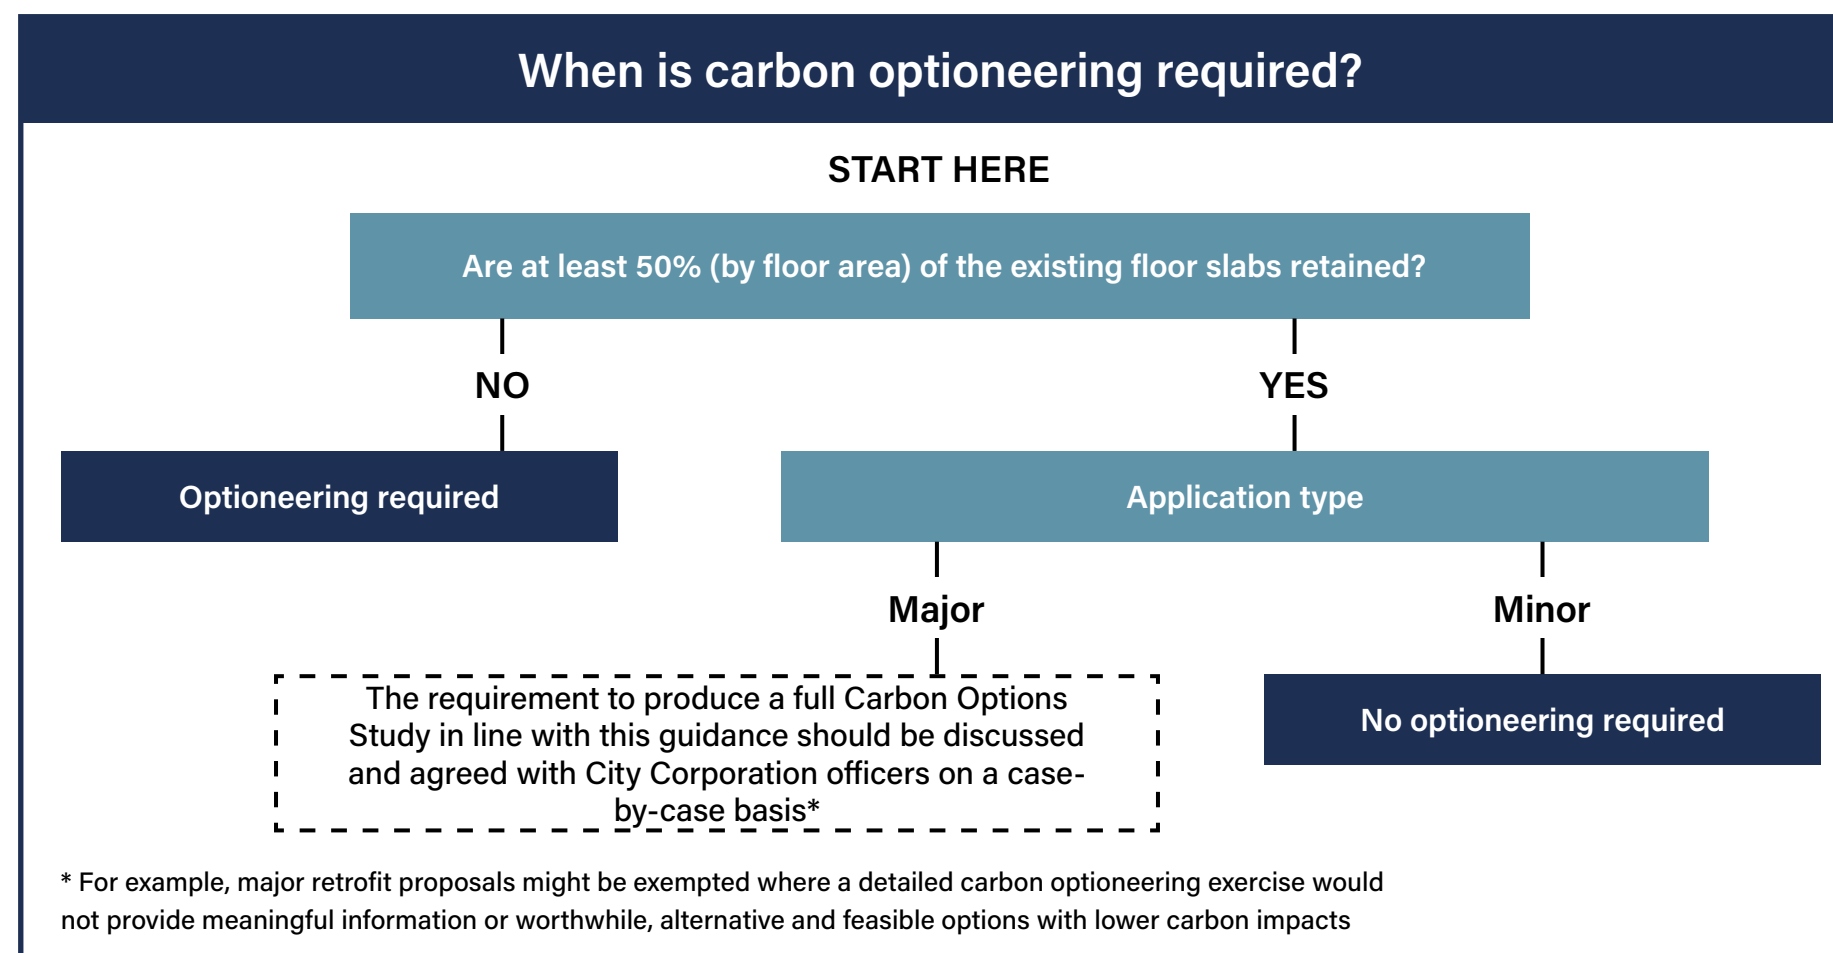 When is carbon optioneering required?
START HERE
Are at least 50% (by floor area) of the existing floor slabs retained?
NO
YES
Optioneering required
Application type
Major
Minor
The requirement to produce a full Carbon Options
Study in line with this guidance should be discussed
and agreed with City Corporation officers on a case-
by-case basis*
No optioneering required
* For example, major retrofit proposals might be exempted where a detailed carbon optioneering exercise would
not provide meaningful information or worthwhile, alternative and feasible options with lower carbon impacts